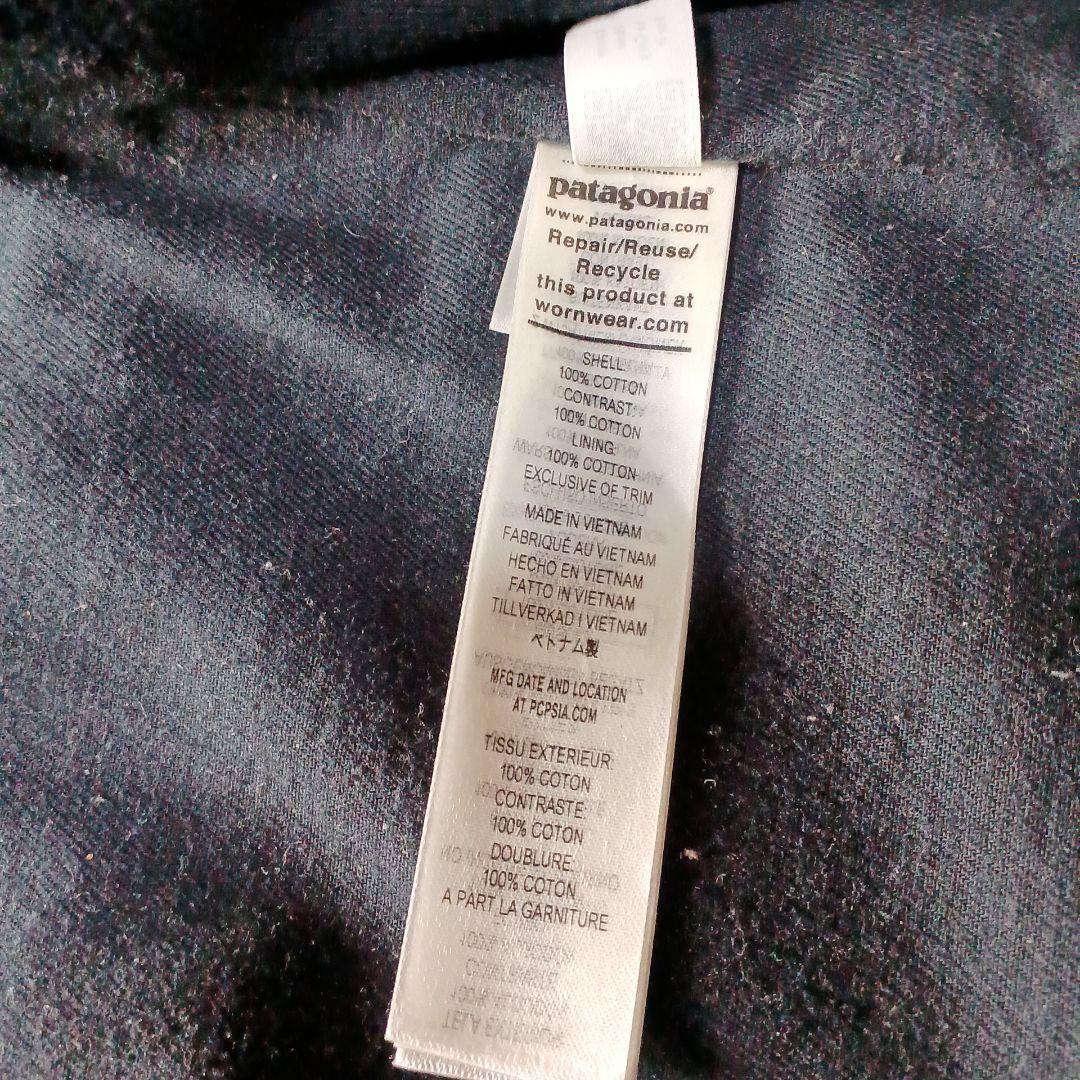 patagonia®
www.patagonia.com
Repair/Reuse/
Recycle
this product at
wornwear.com
SHELL:
100% COTTON
CONTRAST:
100% COTTON
LINING:
100% COTTON
EXCLUSIVE OF TRIM
MADE IN VIETNAM
FABRIQUÉ AU VIETNAM
HECHO EN VIETNAM
FATTO IN VIETNAM
TILLVERKAD I VIETNAM
ベトナム製
MFG DATE AND LOCATION
AT PCPSIA.COM
TISSU EXTERIEUR:
100% COTON
CONTRASTE:
100% COTON
DOUBLURE:
100% COTON
A PART LA GARNITURE